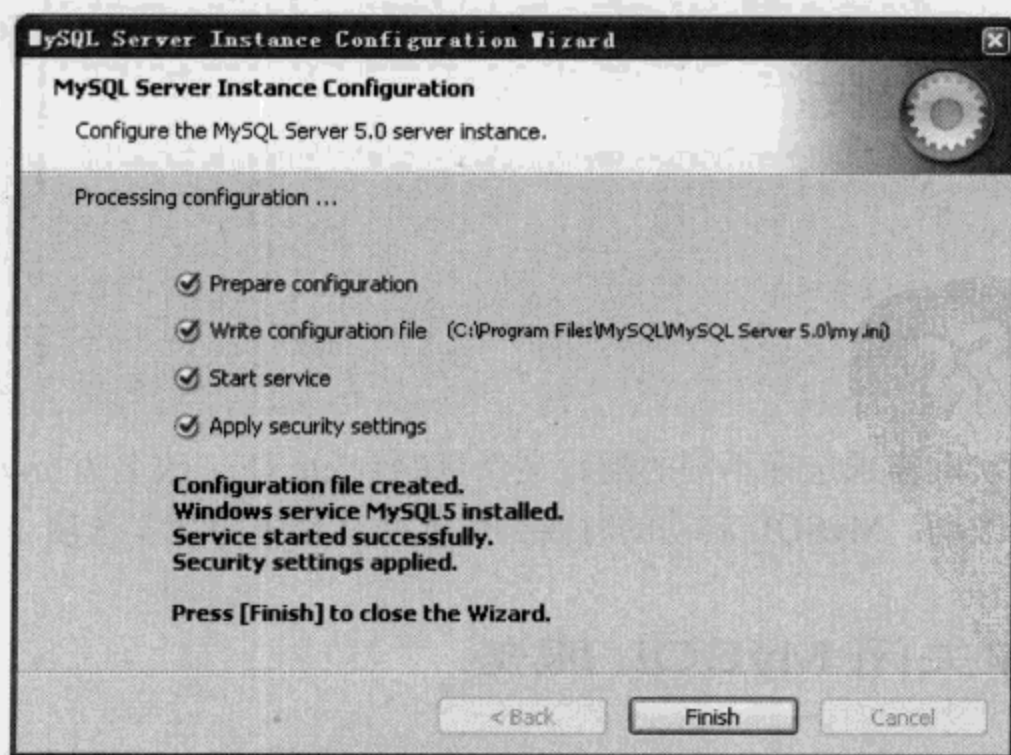 MySQL Server Instance Configuration Wizard
MySQL Server Instance Configuration
Configure the MySQL Server 5.0 server instance.
Processing configuration ...
Prepare configuration
Write configuration file (C:\Program Files\MySQL\MySQL Server 5.0\my.ini)
Start service
Apply security settings
Configuration file created.
Windows service MySQL5 installed.
Service started successfully.
Security settings applied.
Press [Finish] to close the Wizard.
< Back Finish Cancel